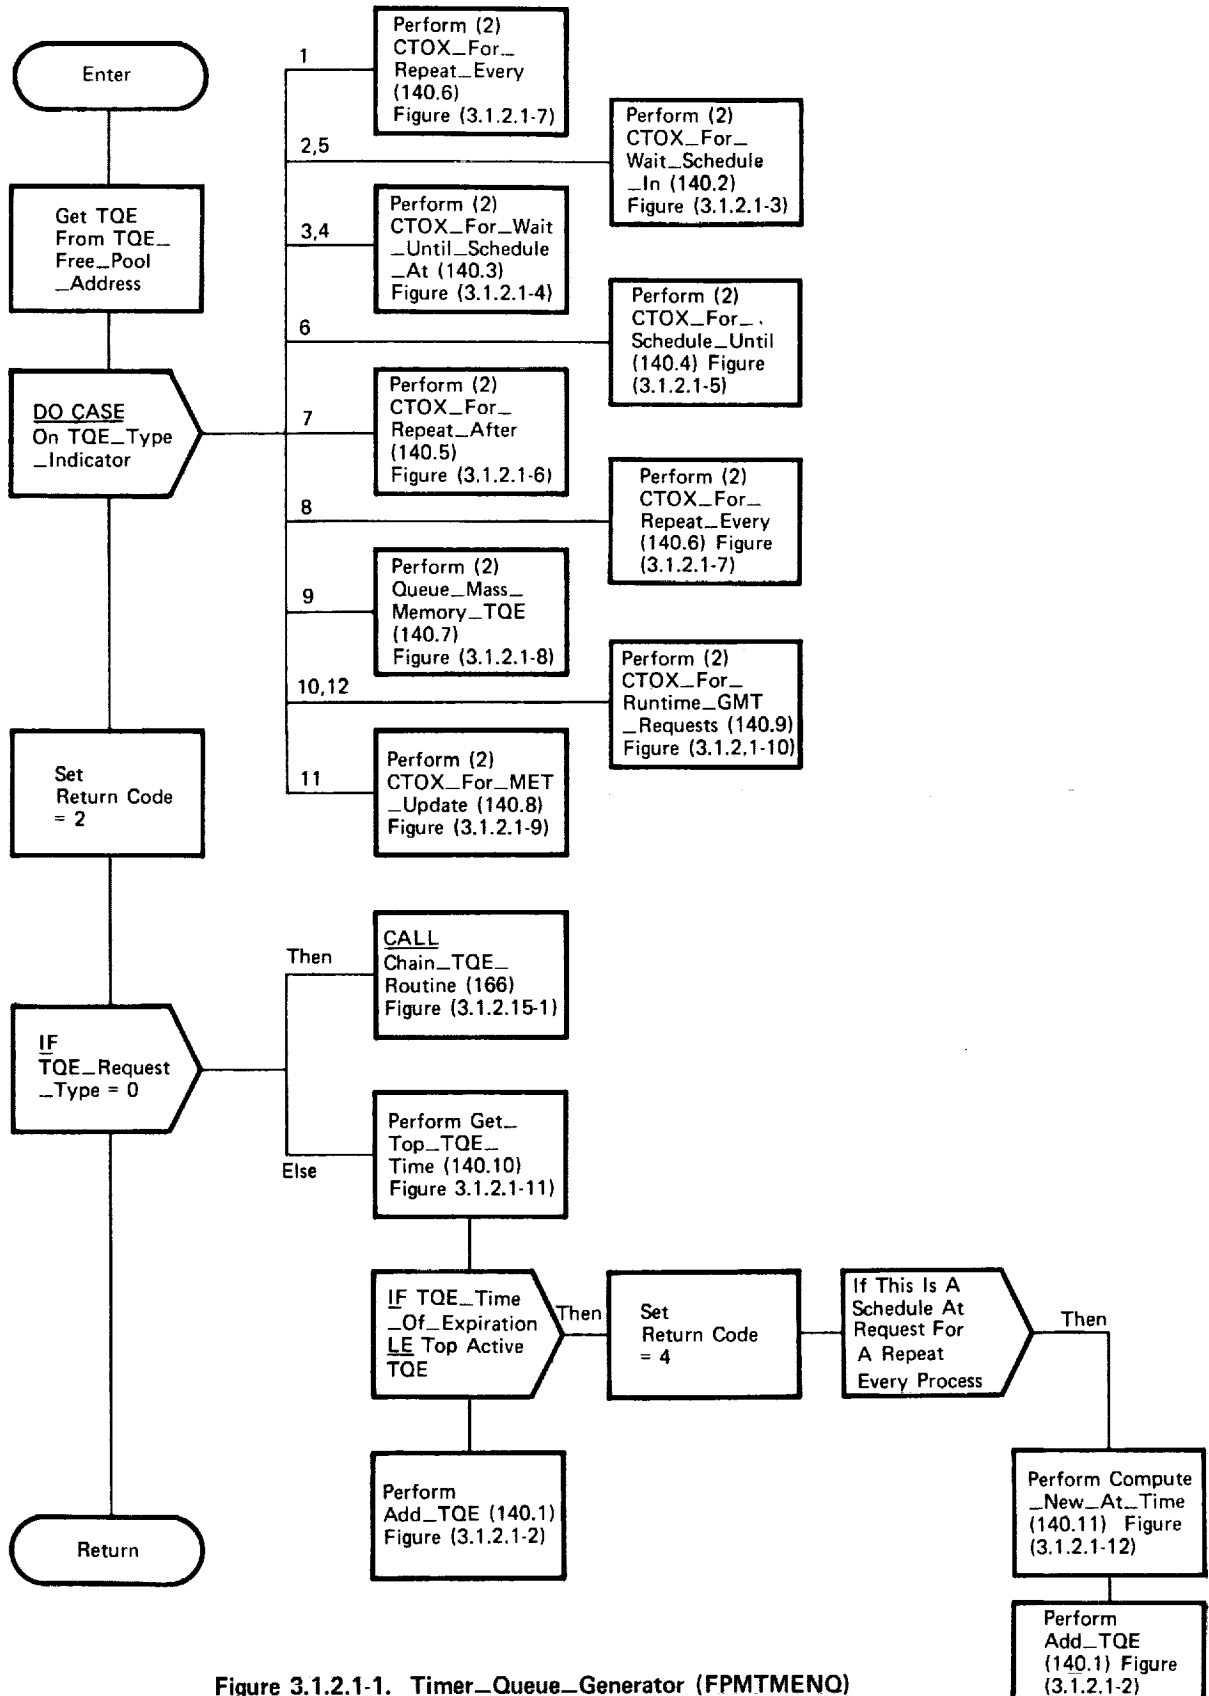 Enter
Get TQE
From TQE_
Free_Pool
_Address
DO CASE
On TQE_Type
_Indicator
1
Perform (2)
CTOX_For_
Repeat_Every
(140.6)
Figure (3.1.2.1-7)
2,5
Perform (2)
CTOX_For_
Wait_Schedule
_In (140.2)
Figure (3.1.2.1-3)
3,4
Perform (2)
CTOX_For_Wait
_Until_Schedule
_At (140.3)
Figure (3.1.2.1-4)
6
Perform (2)
CTOX_For_
Schedule_Until
(140.4) Figure
(3.1.2.1-5)
7
Perform (2)
CTOX_For_
Repeat_After
(140.5)
Figure (3.1.2.1-6)
8
Perform (2)
CTOX_For_
Repeat_Every
(140.6) Figure
(3.1.2.1-7)
9
Perform (2)
Queue_Mass_
Memory_TQE
(140.7)
Figure (3.1.2.1-8)
10,12
Perform (2)
CTOX_For_
Runtime_GMT
_Requests (140.9)
Figure (3.1.2.1-10)
11
Perform (2)
CTOX_For_MET
_Update (140.8)
Figure (3.1.2.1-9)
Set
Return Code
= 2
IF
TQE_Request
_Type = 0
Then
CALL
Chain_TQE_
Routine (166)
Figure (3.1.2.15-1)
Else
Perform Get_
Top_TQE_
Time (140.10)
Figure 3.1.2.1-11)
IF TQE_Time
_Of_Expiration
LE Top Active
TQE
Then
Set
Return Code
= 4
If This Is A
Schedule At
Request For
A Repeat
Every Process
Then
Perform Compute
_New_At_Time
(140.11) Figure
(3.1.2.1-12)
Perform
Add_TQE
(140.1) Figure
(3.1.2.1-2)
Perform
Add_TQE (140.1)
Figure (3.1.2.1-2)
Return
Figure 3.1.2.1-1. Timer_Queue_Generator (FPMTMENQ)